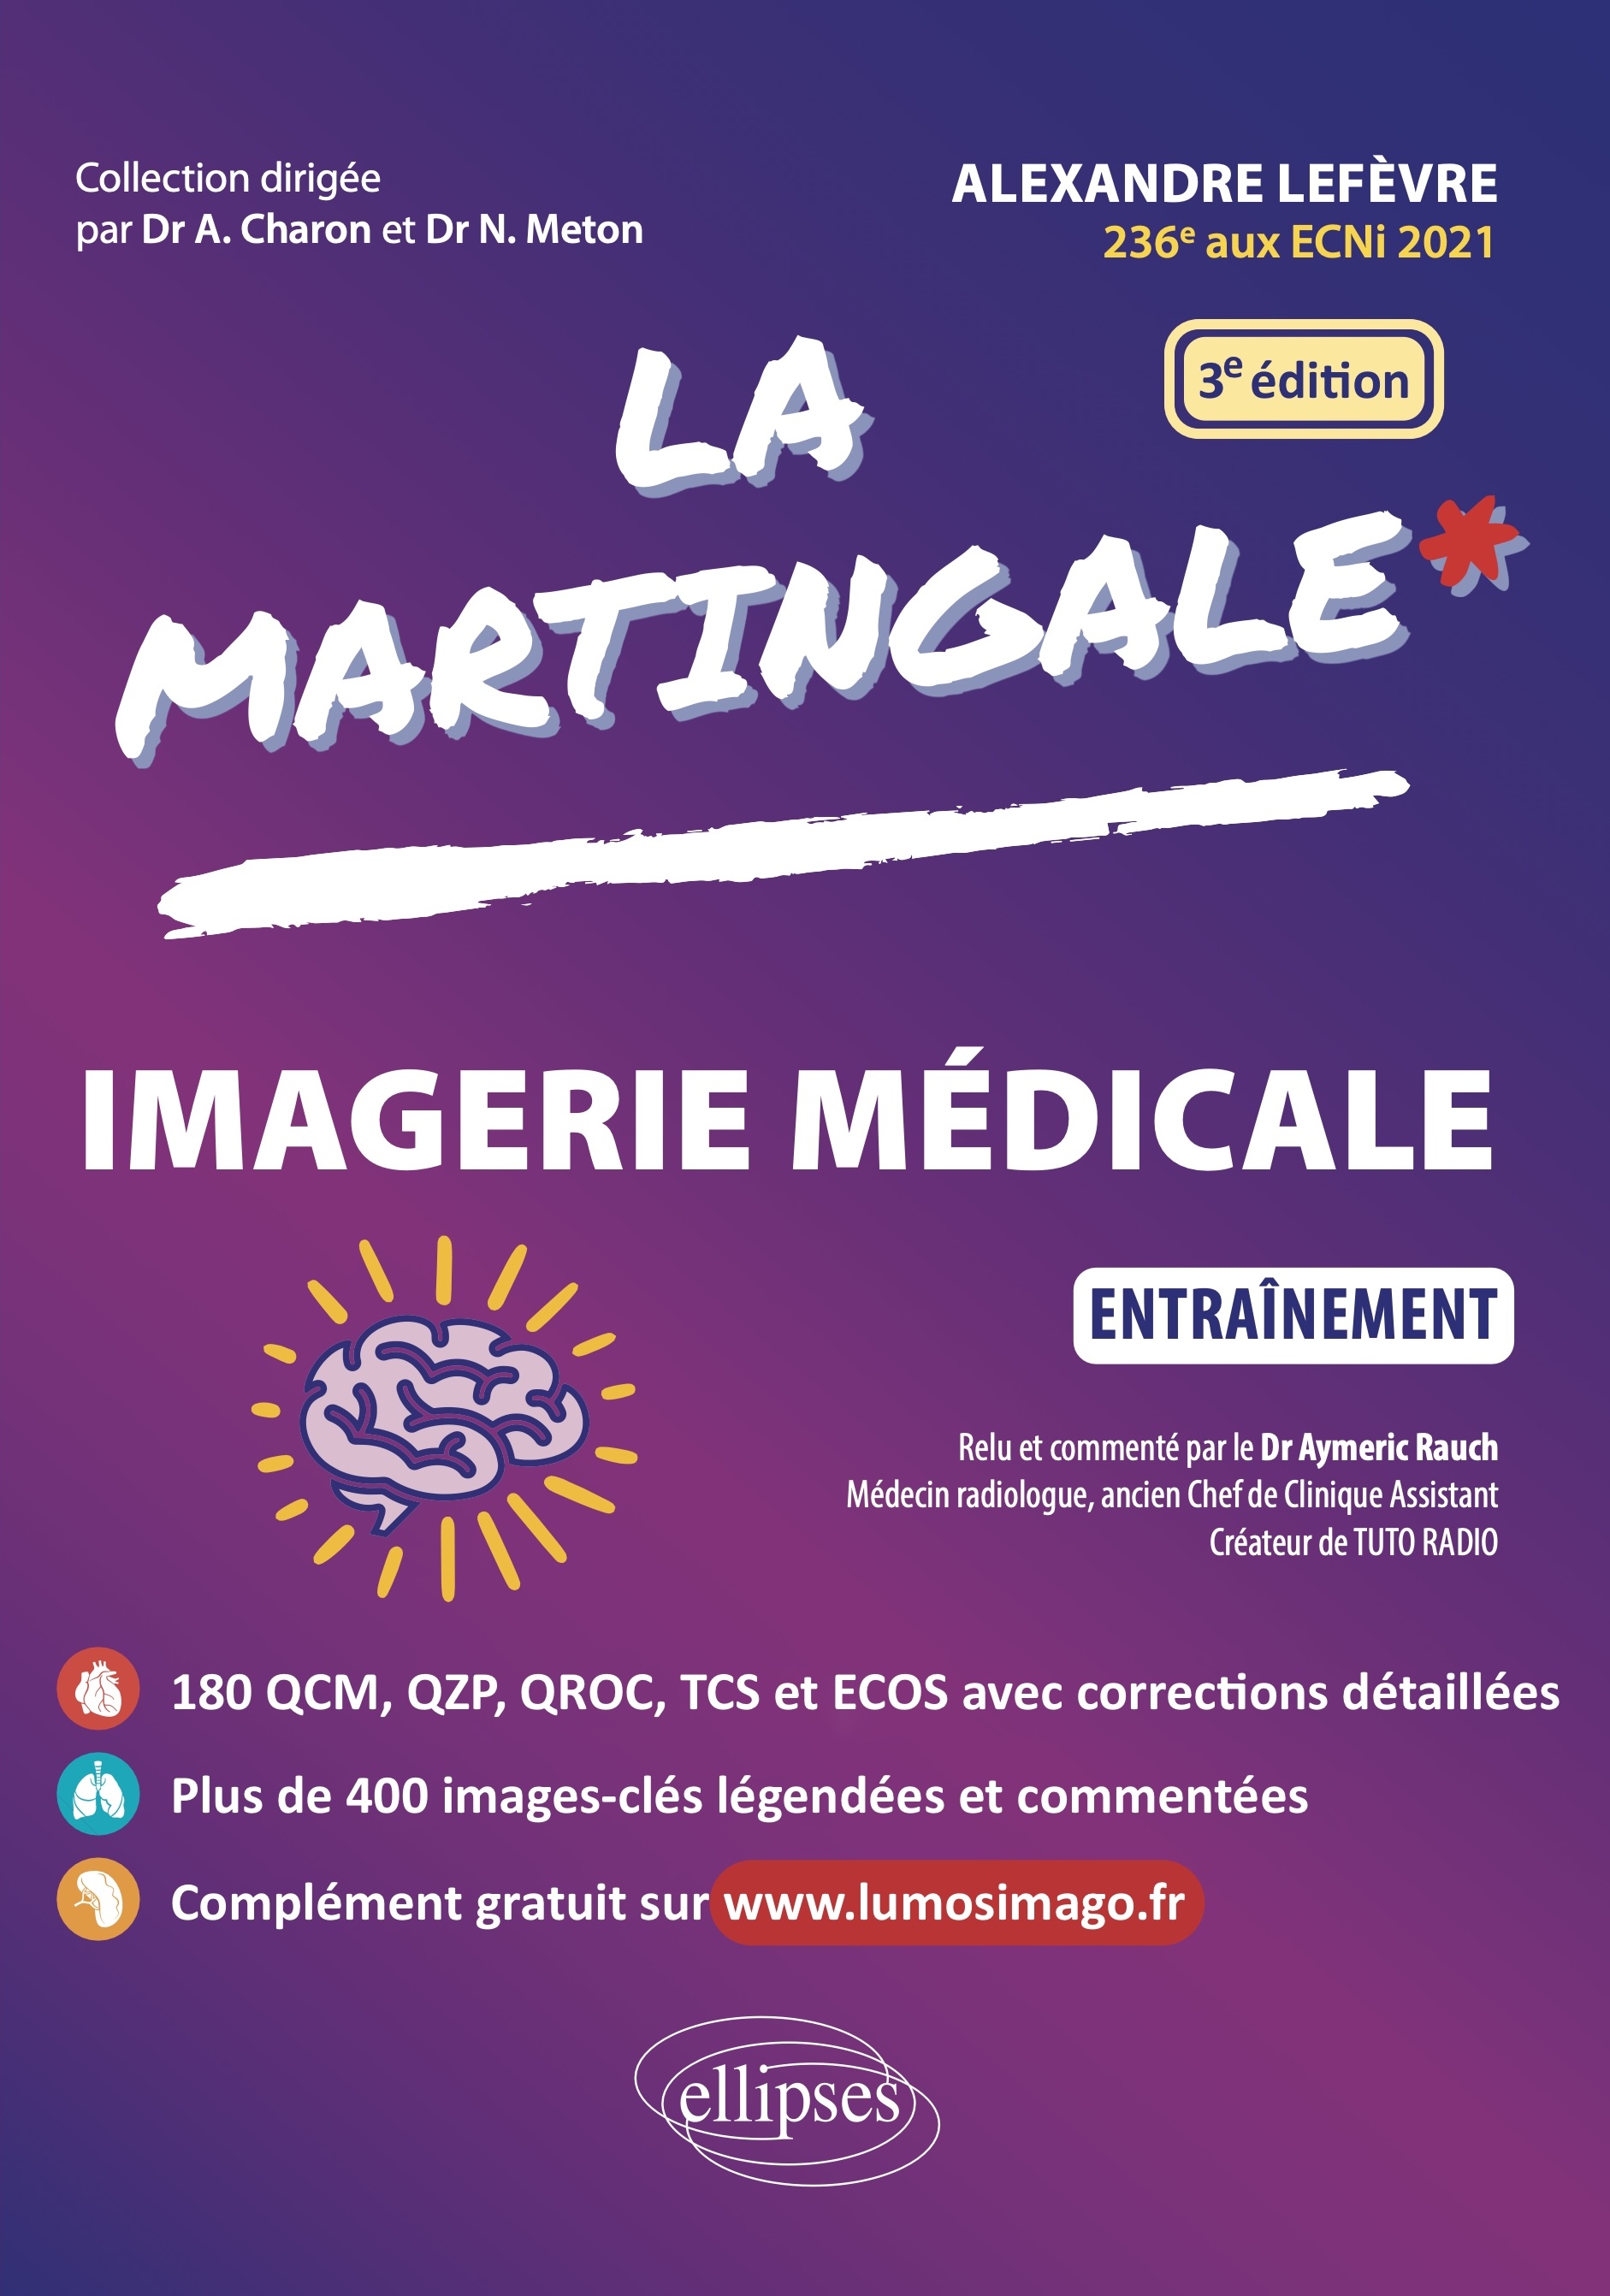 Collection dirigée
par Dr A. Charon et Dr N. Meton
ALEXANDRE LEFÈVRE
236e aux ECNi 2021
3e édition
LA
MARTINGALE*
IMAGERIE MÉDICALE
ENTRAÎNEMENT
Relu et commenté par le Dr Aymeric Rauch
Médecin radiologue, ancien Chef de Clinique Assistant
Créateur de TUTO RADIO
180 QCM, QZP, QROC, TCS et ECOS avec corrections détaillées
Plus de 400 images-clés légendées et commentées
Complément gratuit sur www.lumosimago.fr
ellipses